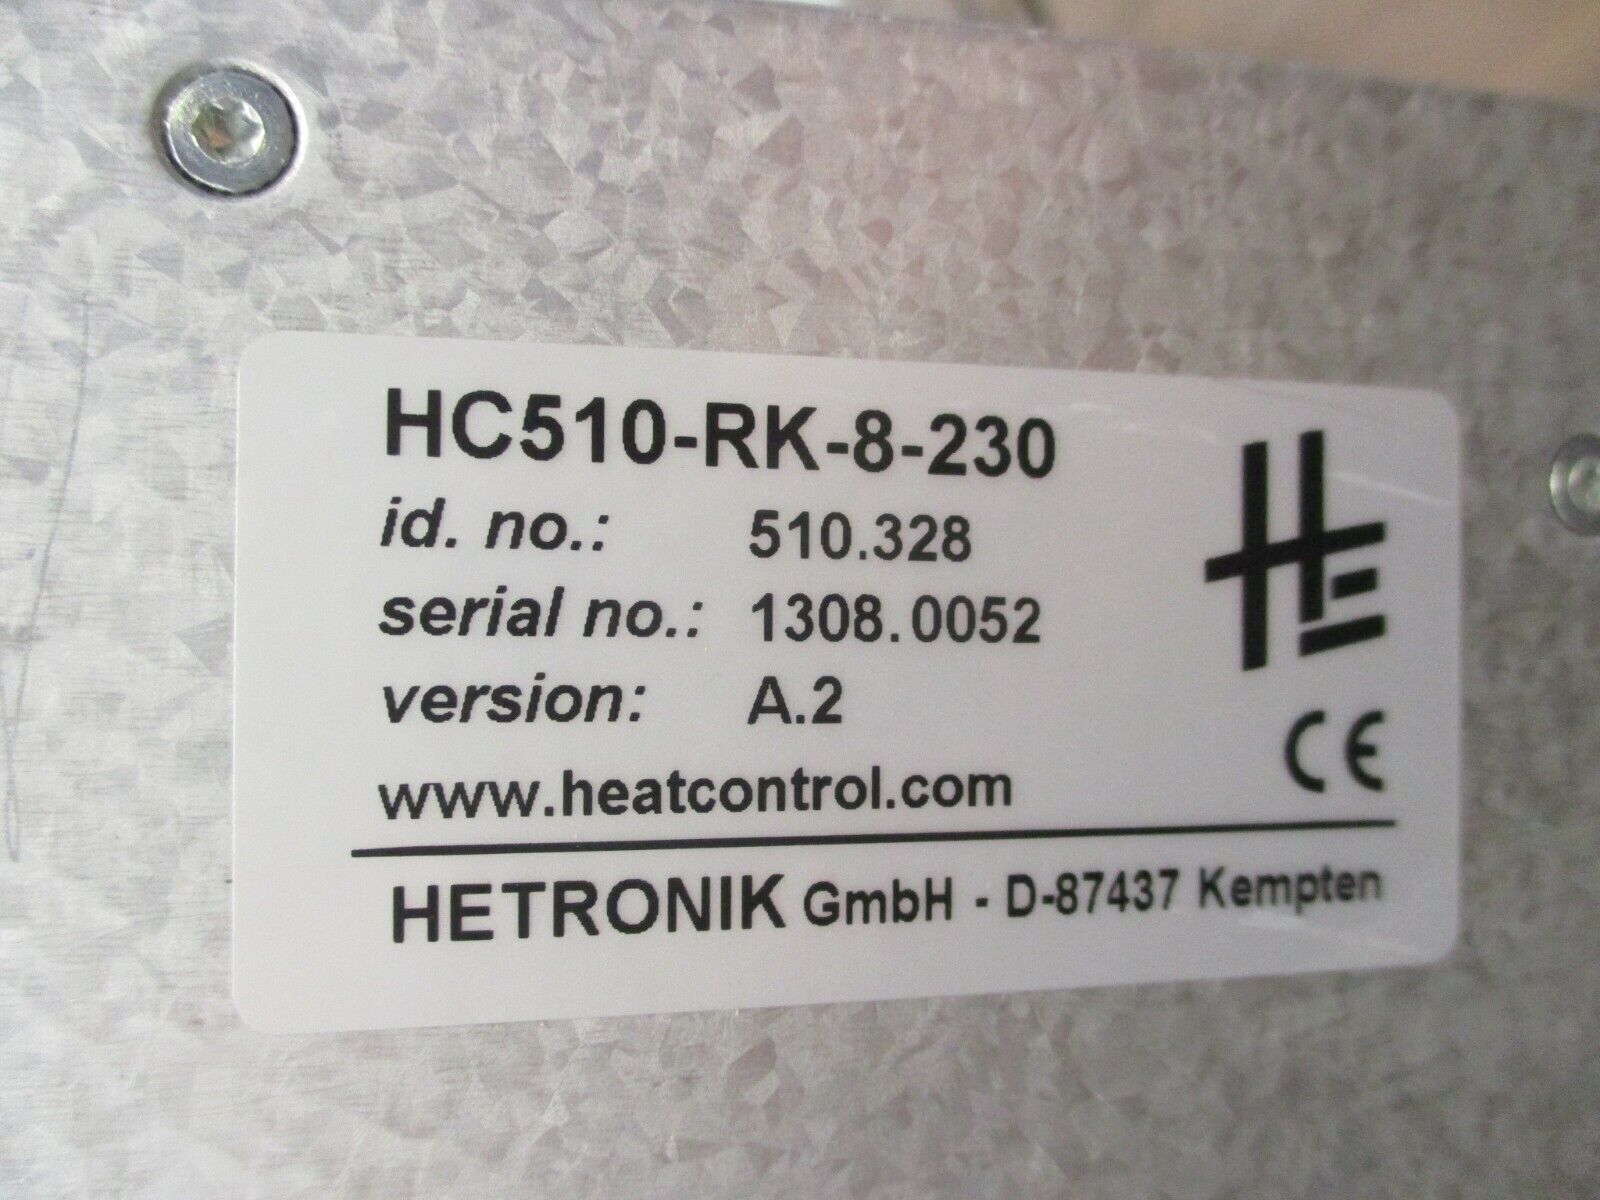 HC510-RK-8-230
id. no.: 510.328
serial no.: 1308.0052
version: A.2
www.heatcontrol.com
HE
CE
HETRONIK GmbH - D-87437 Kempten